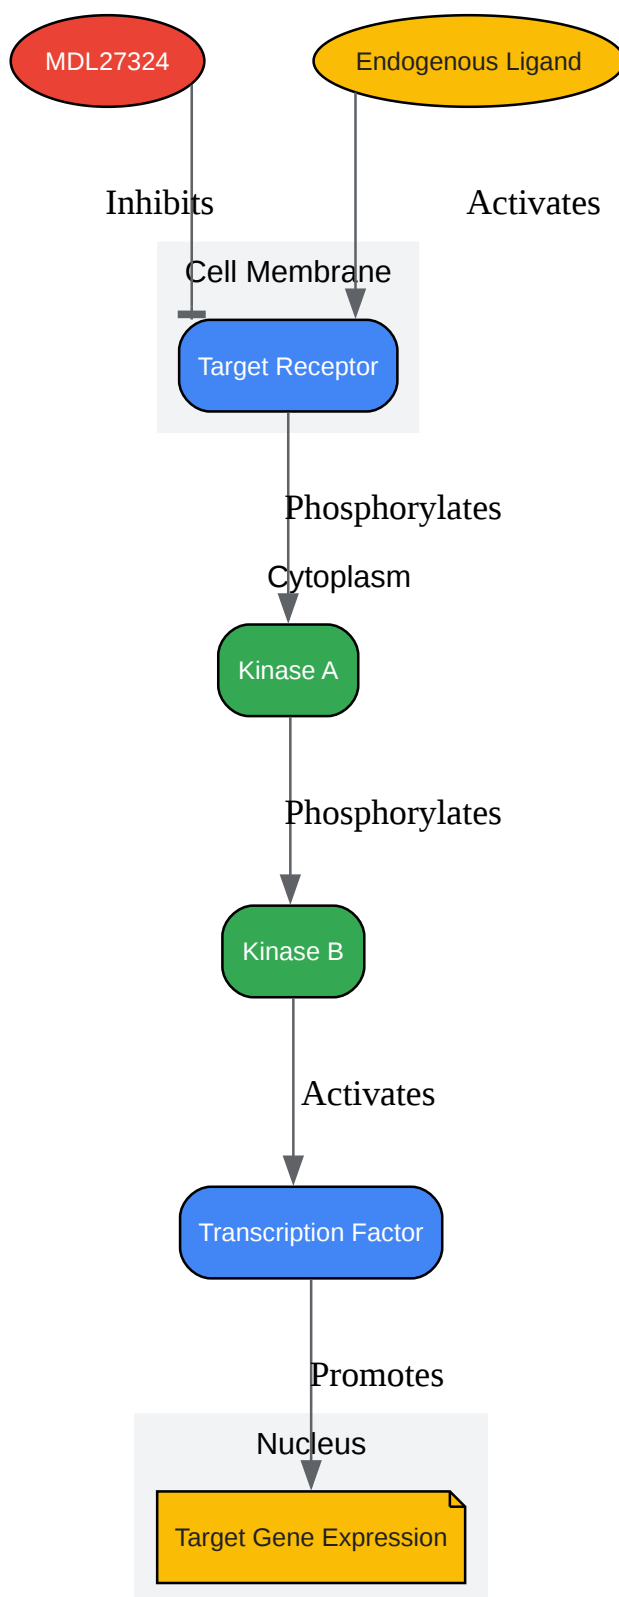 MDL27324
Endogenous Ligand
Inhibits
Activates
Cell Membrane
Target Receptor
Phosphorylates
Cytoplasm
Kinase A
Phosphorylates
Kinase B
Activates
Transcription Factor
Promotes
Nucleus
Target Gene Expression